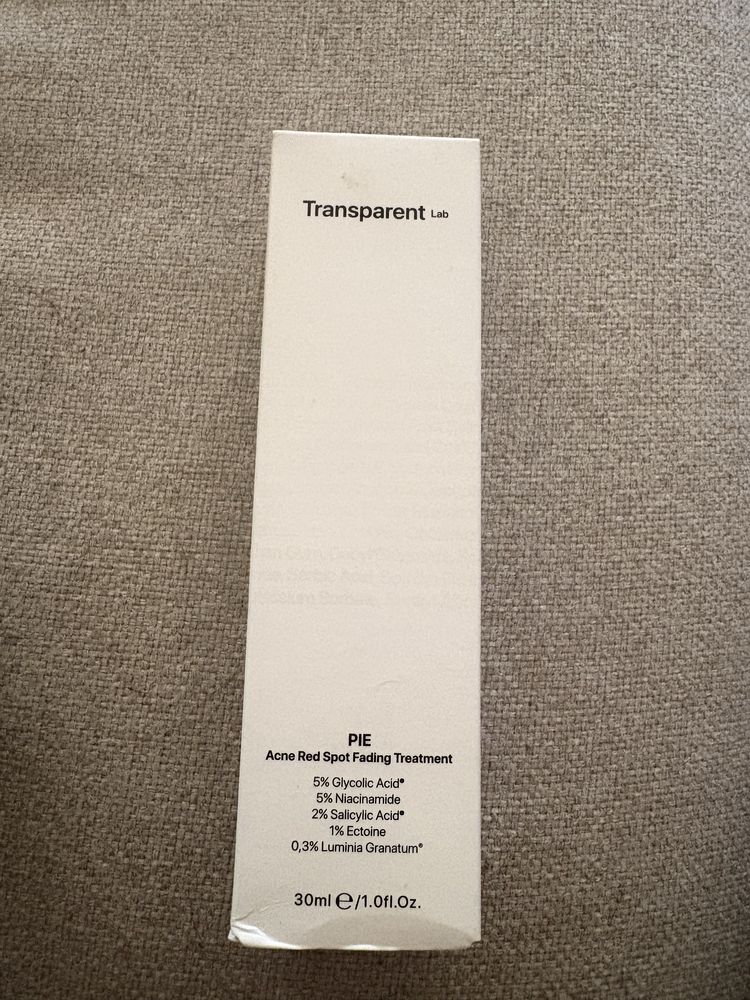 Transparent Lab
PIE
Acne Red Spot Fading Treatment
5% Glycolic Acid®
5% Niacinamide
2% Salicylic Acid®
1% Ectoine
0,3% Luminia Granatum®
30ml ℮/1.0fl.Oz.